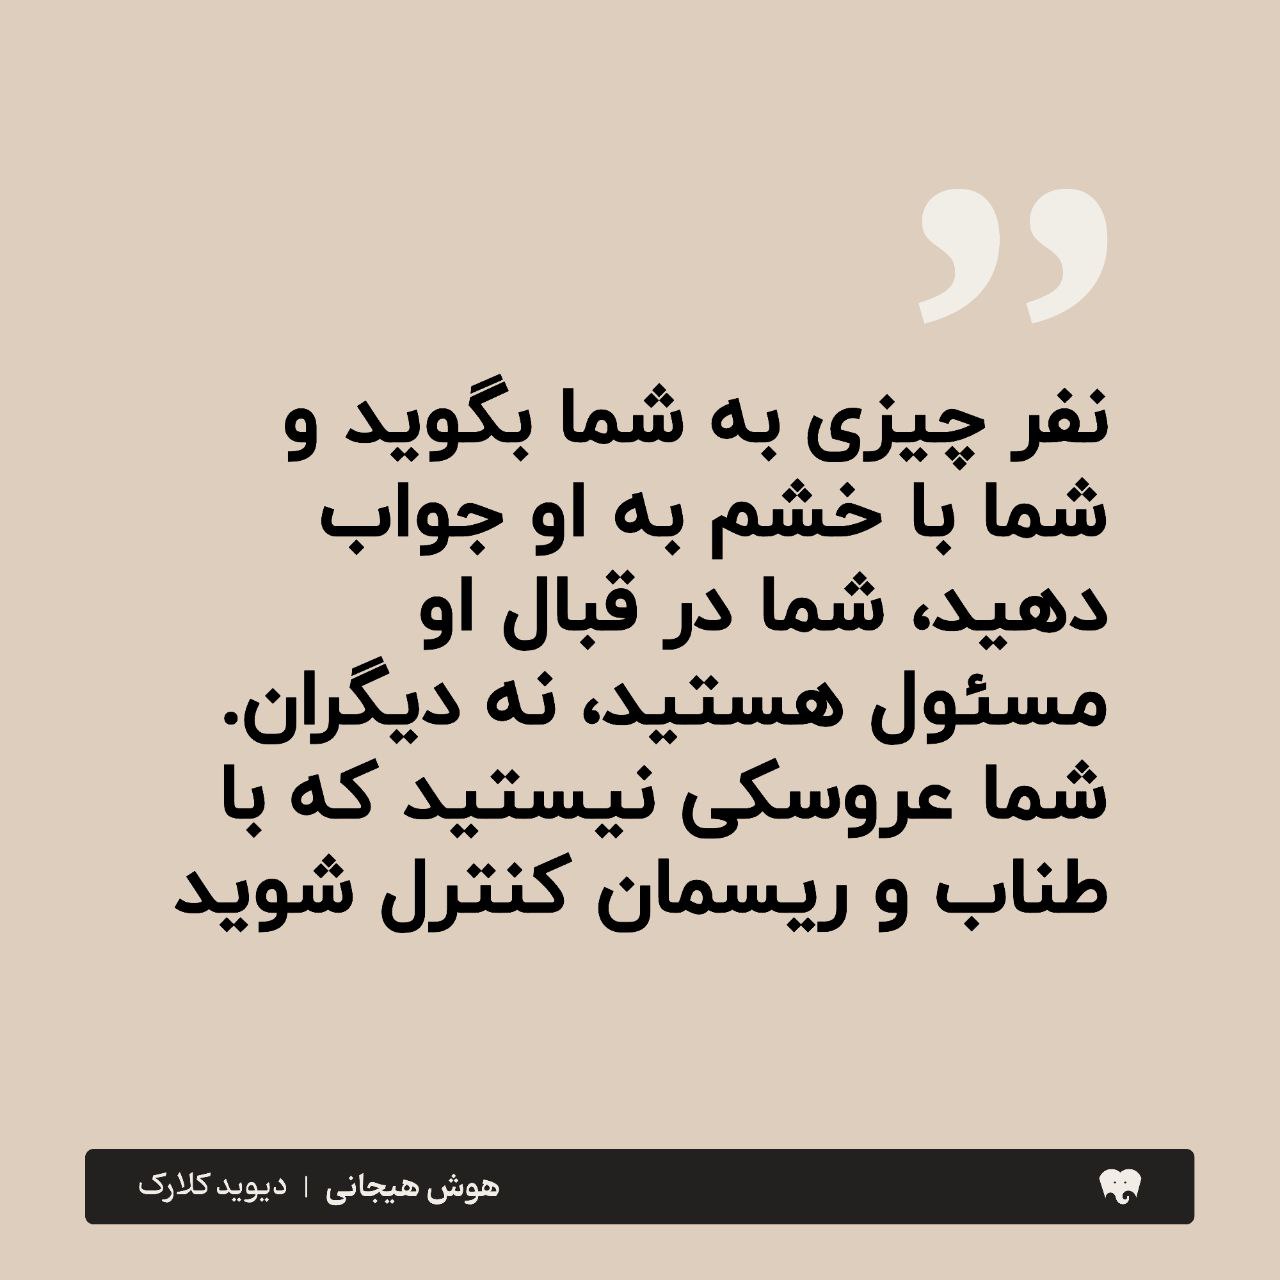 نفر چیزی به شما بگوید و
شما با خشم به او جواب
دهید، شما در قبال او
مسئول هستید، نه دیگران.
شما عروسکی نیستید که با
طناب و ریسمان کنترل شوید
هوش هیجانی | دیوید کلارک